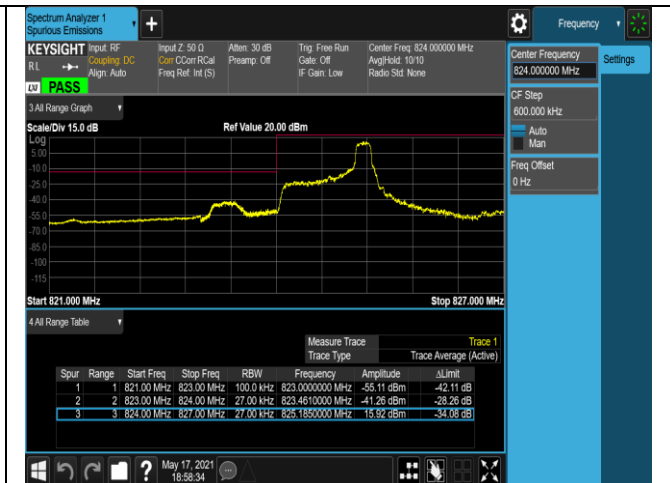 Spectrum Analyzer 1
Spurious Emissions
+
Frequency
KEYSIGHT
RL
LXI PASS
Input: RF
Coupling: DC
Align: Auto
Input Z: 50 Ω
Corr CCorr RCal
Freq Ref: Int (S)
Atten: 30 dB
Preamp: Off
Trig: Free Run
Gate: Off
IF Gain: Low
Center Freq: 824.000000 MHz
Avg|Hold: 10/10
Radio Std: None
Center Frequency
824.000000 MHz
Settings
CF Step
600.000 kHz
Auto
Man
Freq Offset
0 Hz
3 All Range Graph
Scale/Div 15.0 dB
Ref Value 20.00 dBm
Log
5.00
-10.0
-25.0
-40.0
-55.0
-70.0
-85.0
-100
-115
Start 821.000 MHz
Stop 827.000 MHz
4 All Range Table
Measure Trace Trace 1
Trace Type Trace Average (Active)
Spur Range Start Freq Stop Freq RBW Frequency Amplitude ΔLimit
1 1 821.00 MHz 823.00 MHz 100.0 kHz 823.0000000 MHz -55.11 dBm -42.11 dB
2 2 823.00 MHz 824.00 MHz 27.00 kHz 823.4610000 MHz -41.26 dBm -28.26 dB
3 3 824.00 MHz 827.00 MHz 27.00 kHz 825.1850000 MHz 15.92 dBm -34.08 dB
?
May 17, 2021
18:58:34